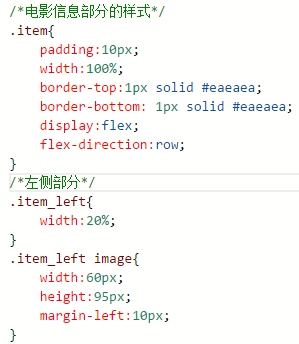 /*电影信息部分的样式*/
.item{
    padding:10px;
    width:100%;
    border-top:1px solid #eaeaea;
    border-bottom: 1px solid #eaeaea;
    display:flex;
    flex-direction:row;
}
/*左侧部分*/
.item_left{
    width:20%;
}
.item_left image{
    width:60px;
    height:95px;
    margin-left:10px;
}